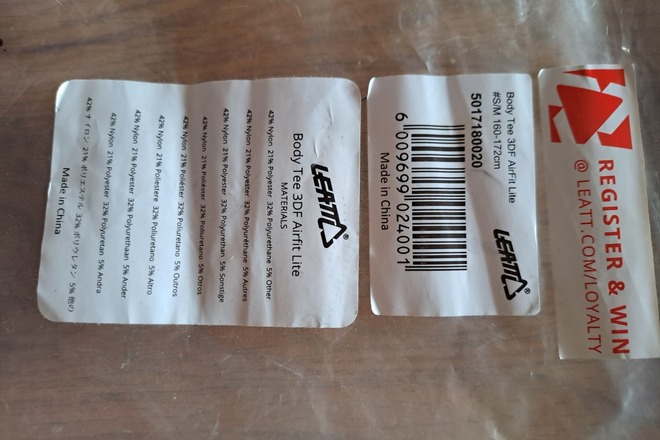 REGISTER & WIN
@ LEATT.COM/LOYALTY
Body Tee 3DF AirFit Lite
#S/M 160-172cm
5017180020
LEATT®
6 009699 024001
Made in China
LEATT®
Body Tee 3DF Airfit Lite
MATERIALS
42% Nylon 21% Polyester 32% Polyurethane 5% Other
42% Nylon 21% Polyester 32% Polyuréthane 5% Autres
42% Nylon 21% Polyester 32% Polyurethan 5% Sonstige
42% Nylon 21% Poliéster 32% Poliuretano 5% Otros
42% Nylon 21% Poliéster 32% Poliuretano 5% Outros
42% Nylon 21% Poliestere 32% Poliuretano 5% Altro
42% Nylon 21% Polyester 32% Polyurethaan 5% Ander
42% Nylon 21% Polyester 32% Polyuretan 5% Andra
42% ナイロン 21% ポリエステル 32% ポリウレタン 5% 他の
Made in China